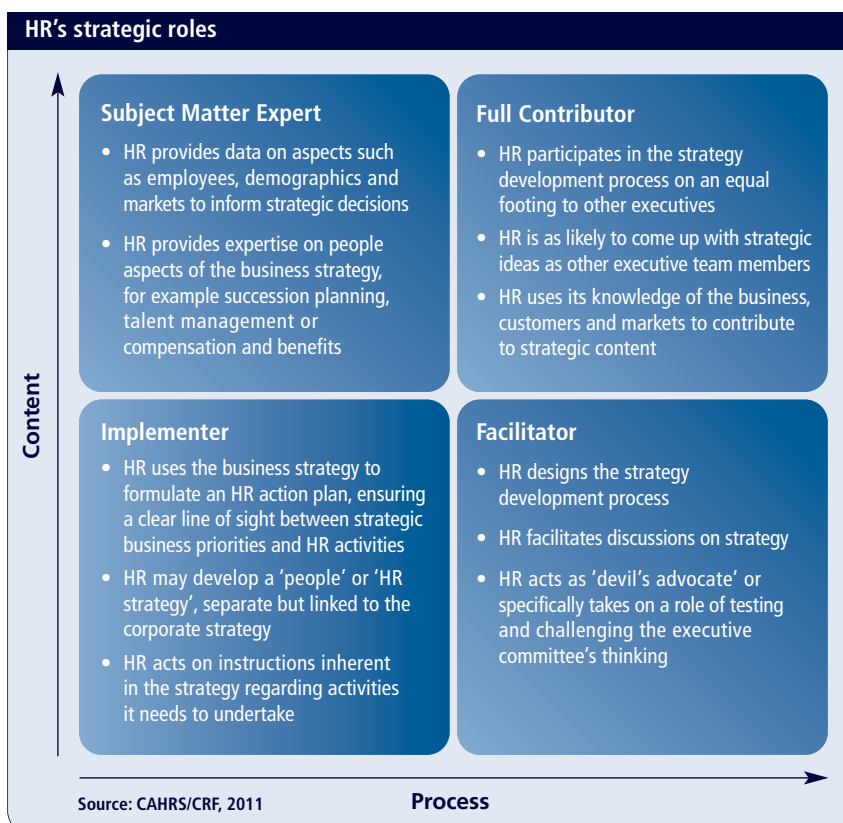 HR's strategic roles
Subject Matter Expert
• HR provides data on aspects such
as employees, demographics and
markets to inform strategic decisions
• HR provides expertise on people
aspects of the business strategy,
for example succession planning,
talent management or
compensation and benefits
Full Contributor
• HR participates in the strategy
development process on an equal
footing to other executives
• HR is as likely to come up with strategic
ideas as other executive team members
• HR uses its knowledge of the business,
customers and markets to contribute
to strategic content
Content
Implementer
• HR uses the business strategy to
formulate an HR action plan, ensuring
a clear line of sight between strategic
business priorities and HR activities
• HR may develop a 'people' or 'HR
strategy', separate but linked to the
corporate strategy
• HR acts on instructions inherent
in the strategy regarding activities
it needs to undertake
Facilitator
• HR designs the strategy
development process
• HR facilitates discussions on strategy
• HR acts as 'devil's advocate' or
specifically takes on a role of testing
and challenging the executive
committee's thinking
Source: CAHRS/CRF, 2011
Process